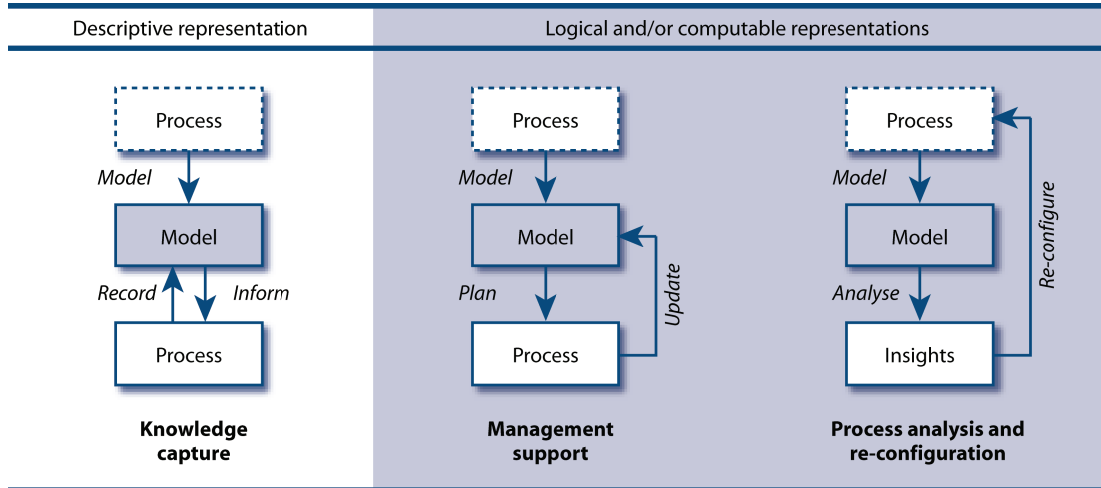 Descriptive representation
Logical and/or computable representations
Process
Model
Model
Record
Inform
Process
Knowledge
capture
Process
Model
Model
Plan
Update
Process
Management
support
Process
Model
Model
Analyse
Re-configure
Insights
Process analysis and
re-configuration